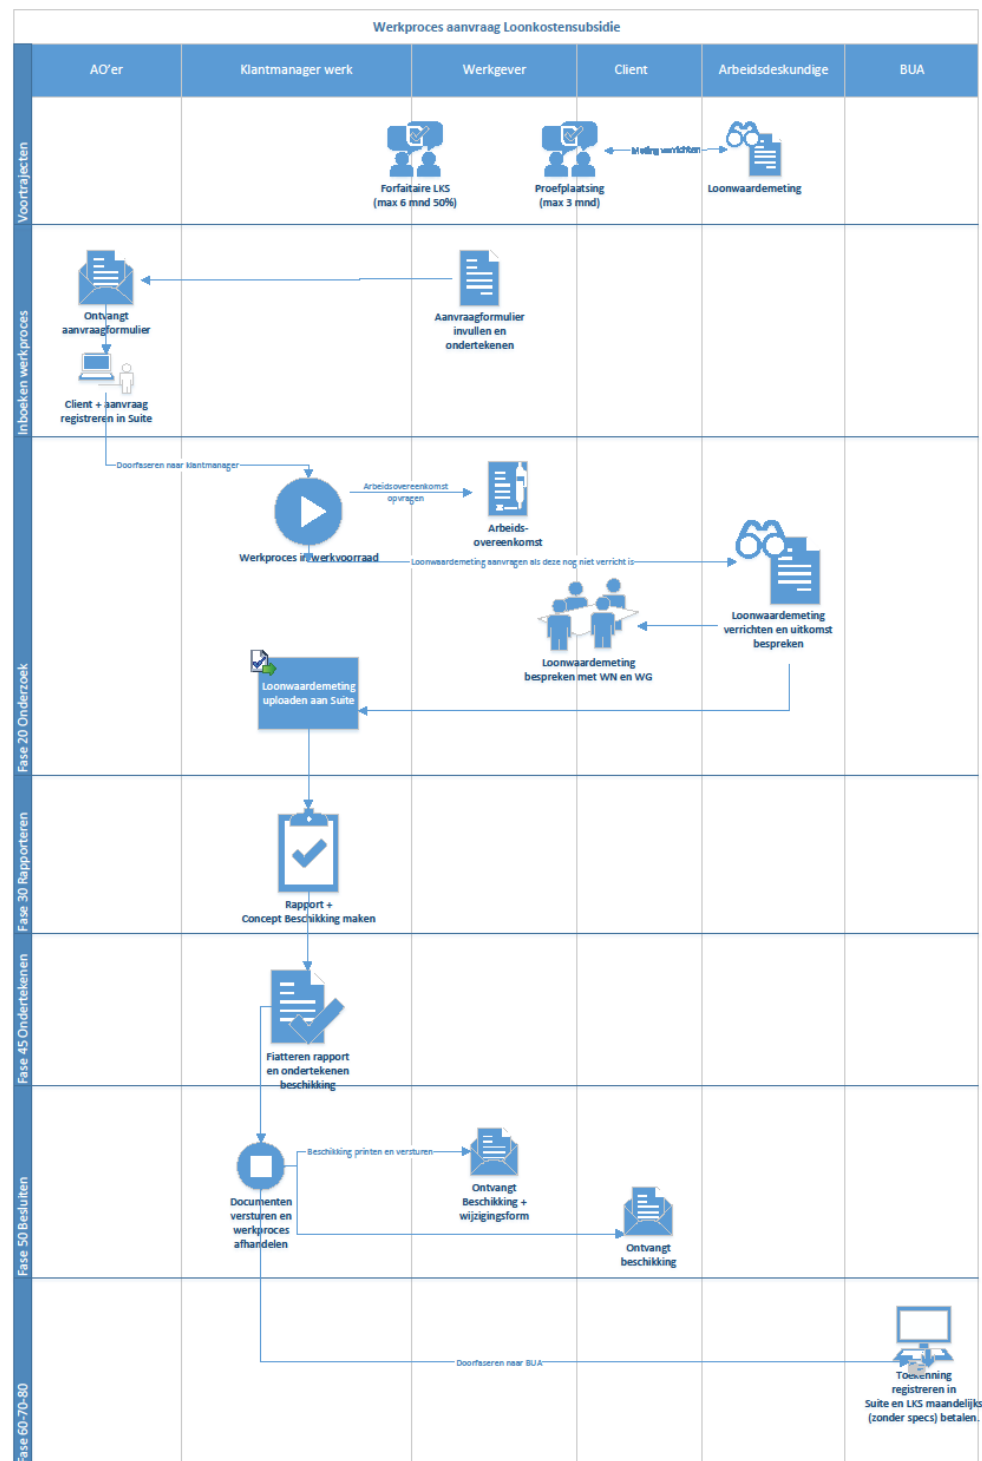 Werkproces aanvraag Loonkostensubsidie
AO'er
Klantmanager werk
Werkgever
Client
Arbeidsdeskundige
BUA
Voortrajecten
Forfaitaire LKS
(max 6 mnd 50%)
Proefplaatsing
(max 3 mnd)
Meting verrichten
Loonwaardemeting
Inboeken werkproces
Ontvangt
aanvraagformulier
Aanvraagformulier
invullen en
ondertekenen
Client + aanvraag
registreren in Suite
Fase 20 Onderzoek
Doorfaseren naar klantmanager
Werkproces in werkvoorraad
Arbeidsovereenkomst
opvragen
Arbeids-
overeenkomst
Loonwaardemeting aanvragen als deze nog niet verricht is
Loonwaardemeting
verrichten en uitkomst
bespreken
Loonwaardemeting
bespreken met WN en WG
Loonwaardemeting
uploaden aan Suite
Fase 30 Rapporteren
Rapport +
Concept Beschikking maken
Fase 45 Ondertekenen
Fiatteren rapport
en ondertekenen
beschikking
Fase 50 Besluiten
Documenten
versturen en
werkproces
afhandelen
Beschikking printen en versturen
Ontvangt
Beschikking +
wijzigingsform
Ontvangt
beschikking
Fase 60-70-80
Doorfaseren naar BUA
Toekenning
registreren in
Suite en LKS maandelijks
(zonder specs) betalen.